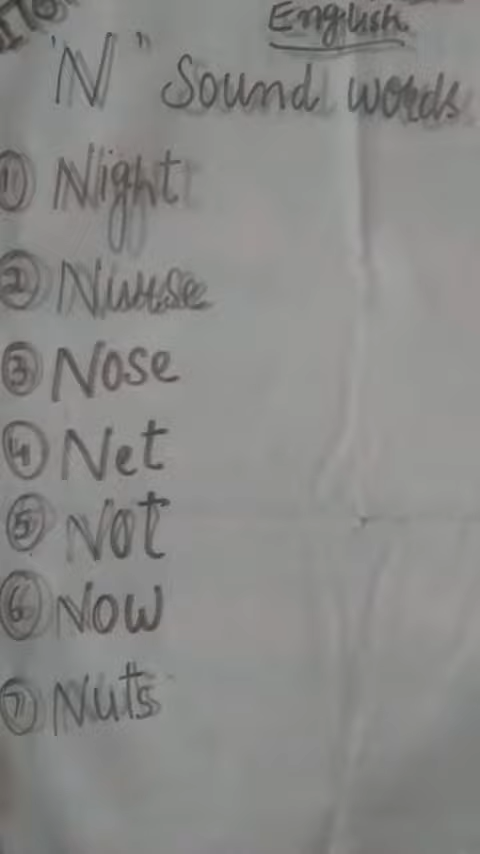 English
"N" Sound words
① Night
② Nurse
③ Nose
④ Net
⑤ Not
⑥ Now
⑦ Nuts